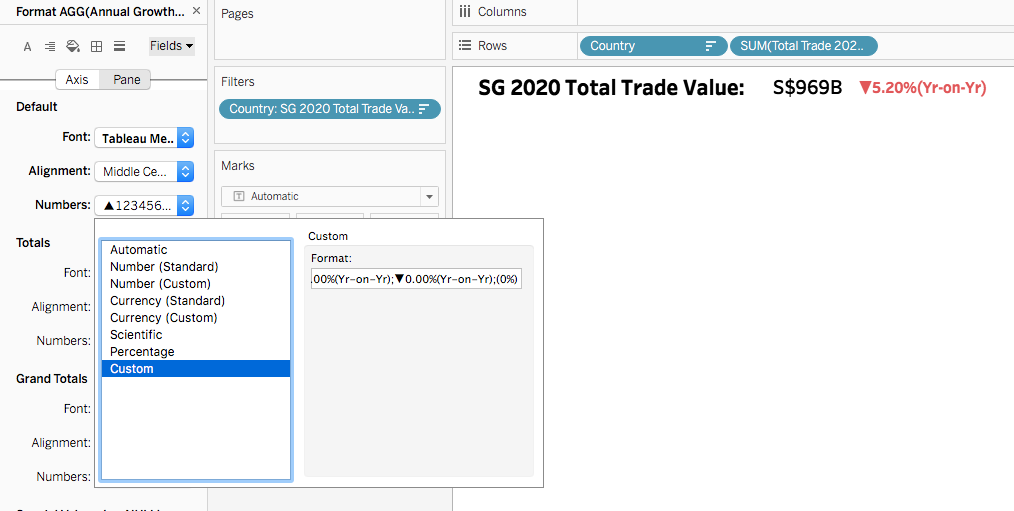 Format AGG(Annual Growth... ×
Pages
iii Columns
A
Fields
Rows
Country
SUM(Total Trade 202..
Axis
Pane
Filters
SG 2020 Total Trade Value:
S$969B
▼5.20%(Yr-on-Yr)
Default
Country: SG 2020 Total Trade Va..
Font:
Tableau Me..
Alignment:
Middle Ce...
Marks
T Automatic
Numbers:
▲123456...
Custom
Format:
.00%(Yr-on-Yr);▼0.00%(Yr-on-Yr);(0%)
Automatic
Number (Standard)
Number (Custom)
Currency (Standard)
Currency (Custom)
Scientific
Percentage
Custom
Totals
Font:
Alignment:
Numbers:
Grand Totals
Font:
Alignment:
Numbers: